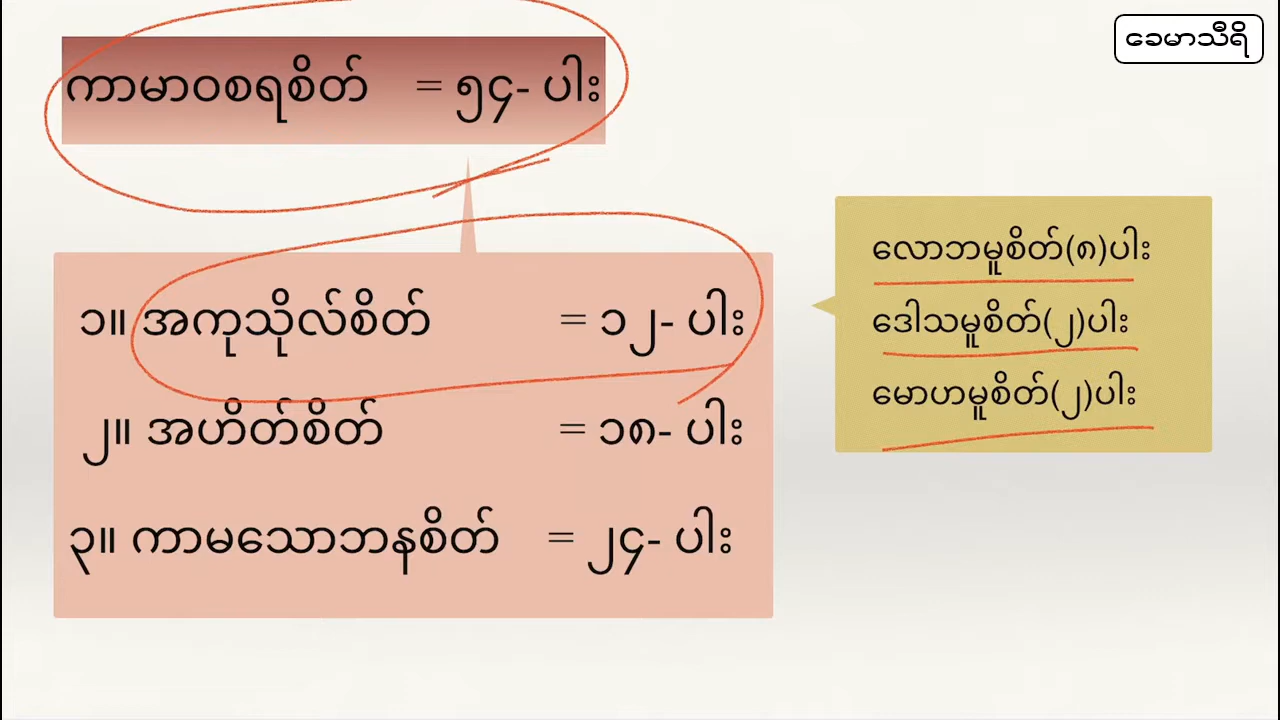 ခေမာသီရိ
ကာမာဝစရစိတ် = ၅၄- ပါး
၁။ အကုသိုလ်စိတ် = ၁၂- ပါး
၂။ အဟိတ်စိတ် = ၁၈- ပါး
၃။ ကာမသောဘနစိတ် = ၂၄- ပါး
လောဘမူစိတ်(၈)ပါး
ဒေါသမူစိတ်(၂)ပါး
မောဟမူစိတ်(၂)ပါး